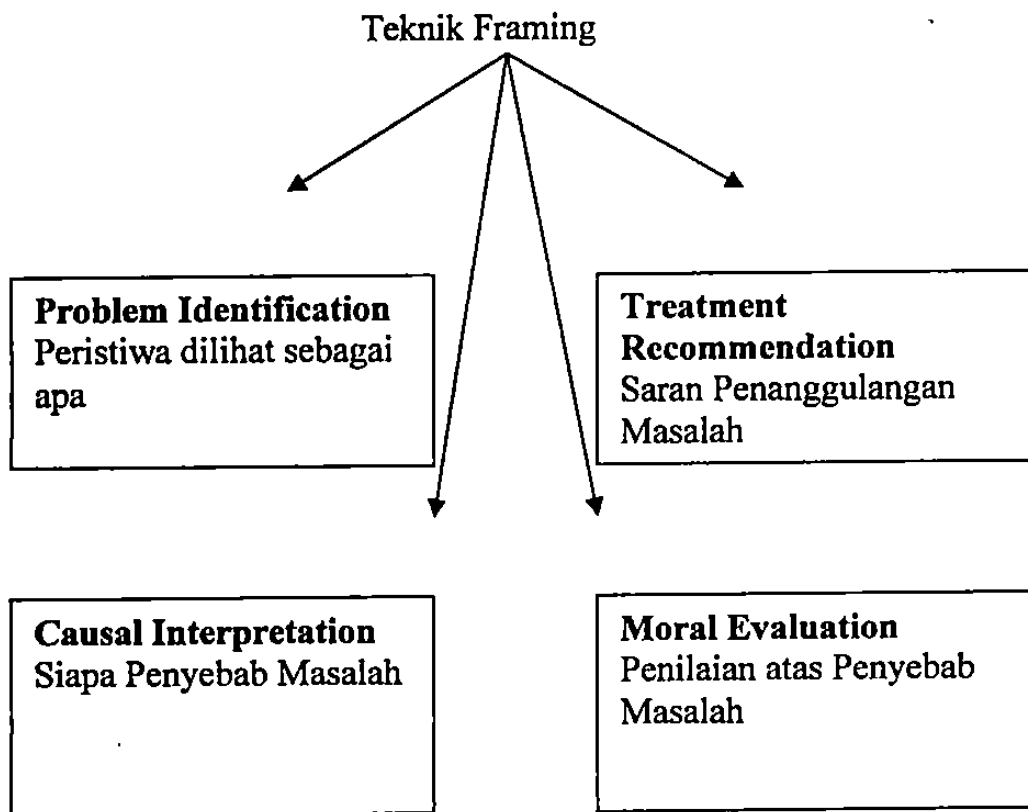 Teknik Framing
Problem Identification
Peristiwa dilihat sebagai
apa
Treatment
Recommendation
Saran Penanggulangan
Masalah
Causal Interpretation
Siapa Penyebab Masalah
Moral Evaluation
Penilaian atas Penyebab
Masalah